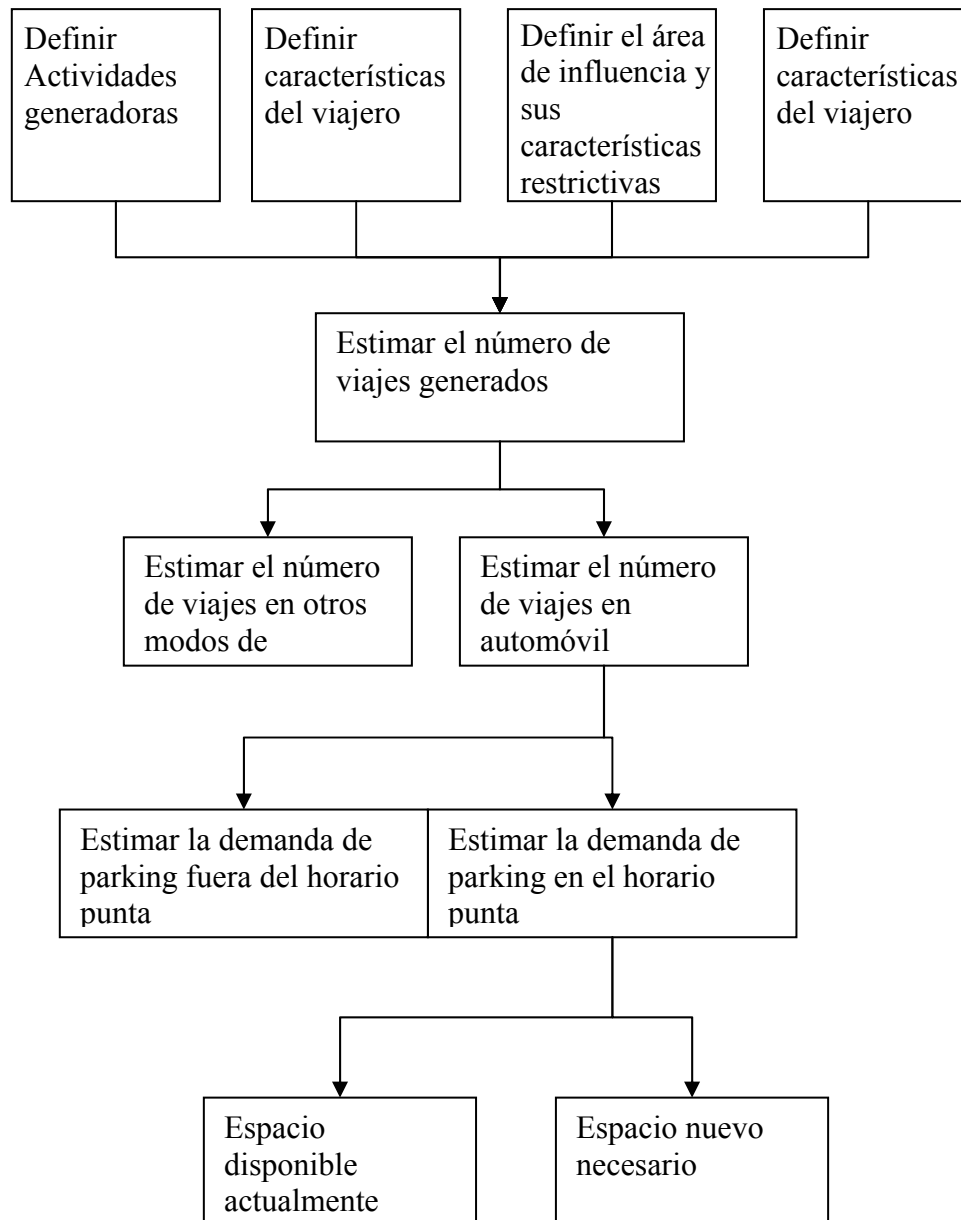 Definir
Actividades
generadoras
Definir
características
del viajero
Definir el área
de influencia y
sus
características
restrictivas
Definir
características
del viajero
Estimar el número de
viajes generados
Estimar el número
de viajes en otros
modos de
Estimar el número
de viajes en
automóvil
Estimar la demanda de
parking fuera del horario
punta
Estimar la demanda de
parking en el horario
punta
Espacio
disponible
actualmente
Espacio nuevo
necesario